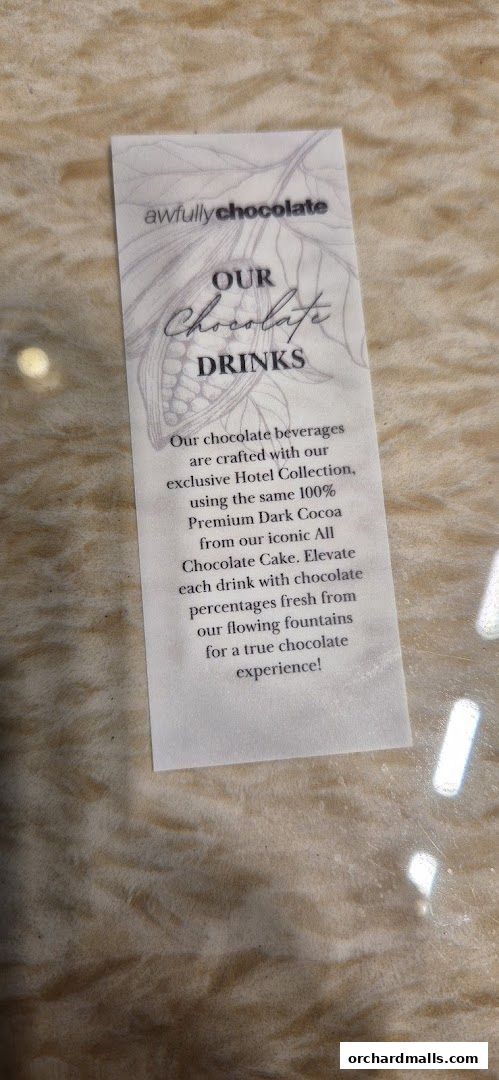 awfullychocolate
OUR
Chocolate
DRINKS
Our chocolate beverages
are crafted with our
exclusive Hotel Collection,
using the same 100%
Premium Dark Cocoa
from our iconic All
Chocolate Cake. Elevate
each drink with chocolate
percentages fresh from
our flowing fountains
for a true chocolate
experience!
orchardmalls.com